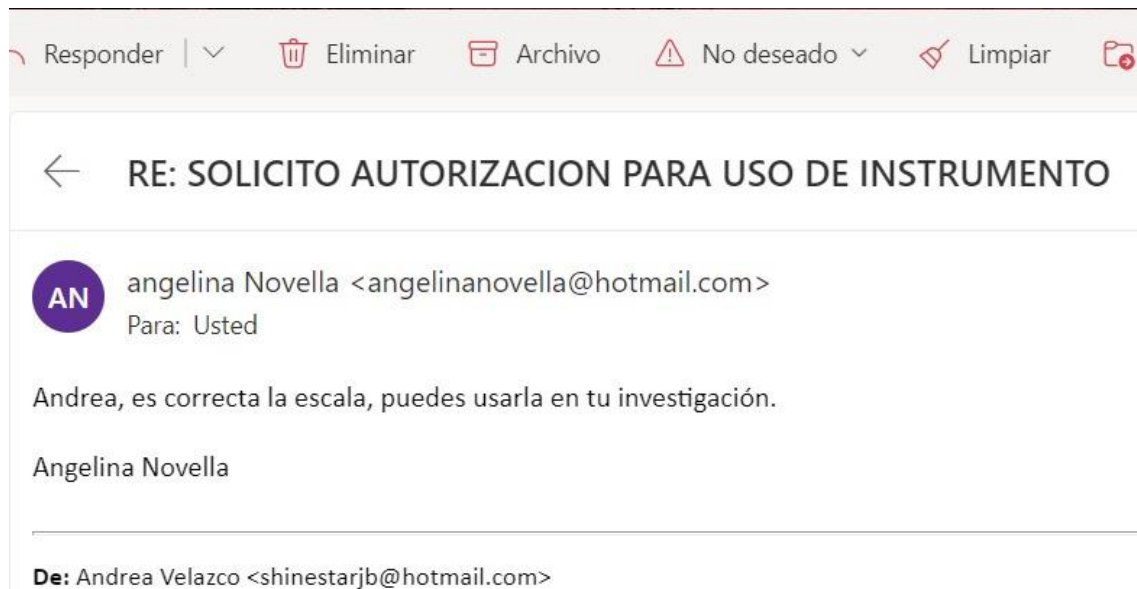 Responder | Eliminar Archivo No deseado Limpiar
RE: SOLICITO AUTORIZACION PARA USO DE INSTRUMENTO
AN
angelina Novella <angelinanovella@hotmail.com>
Para: Usted
Andrea, es correcta la escala, puedes usarla en tu investigación.
Angelina Novella
De: Andrea Velazco <shinestarjb@hotmail.com>